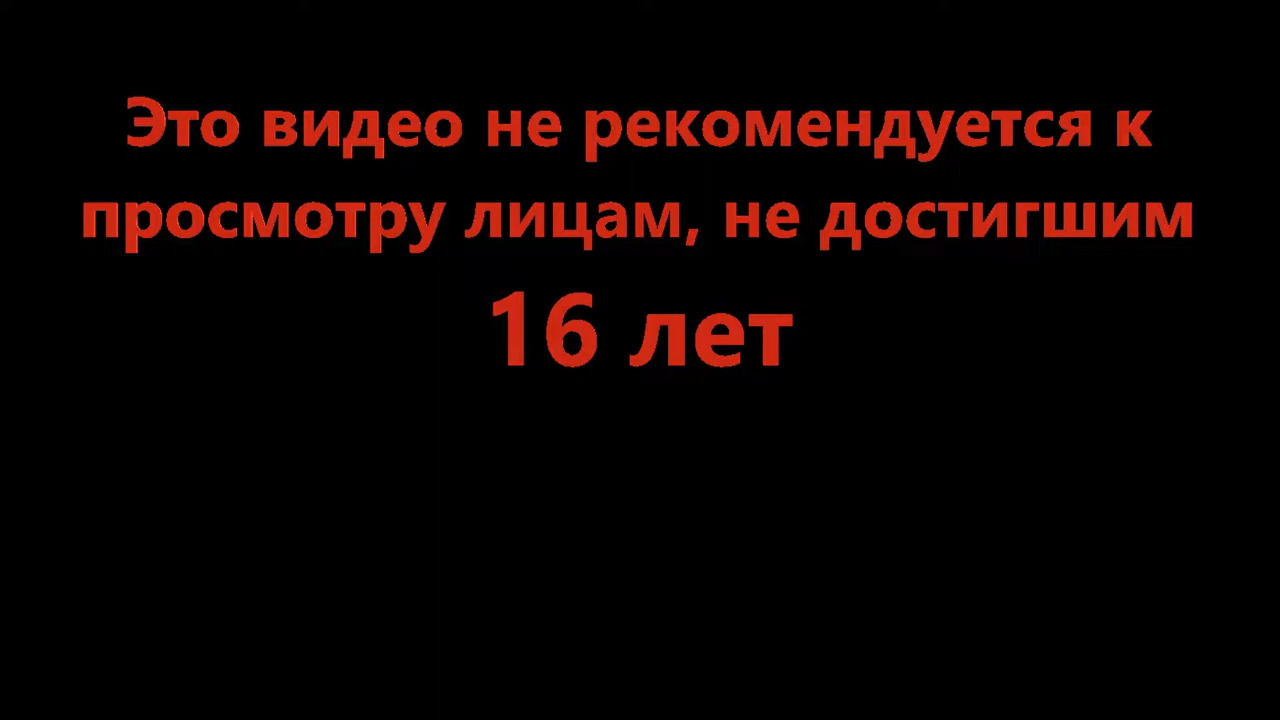 Это видео не рекомендуется к
просмотру лицам, не достигшим
16 лет